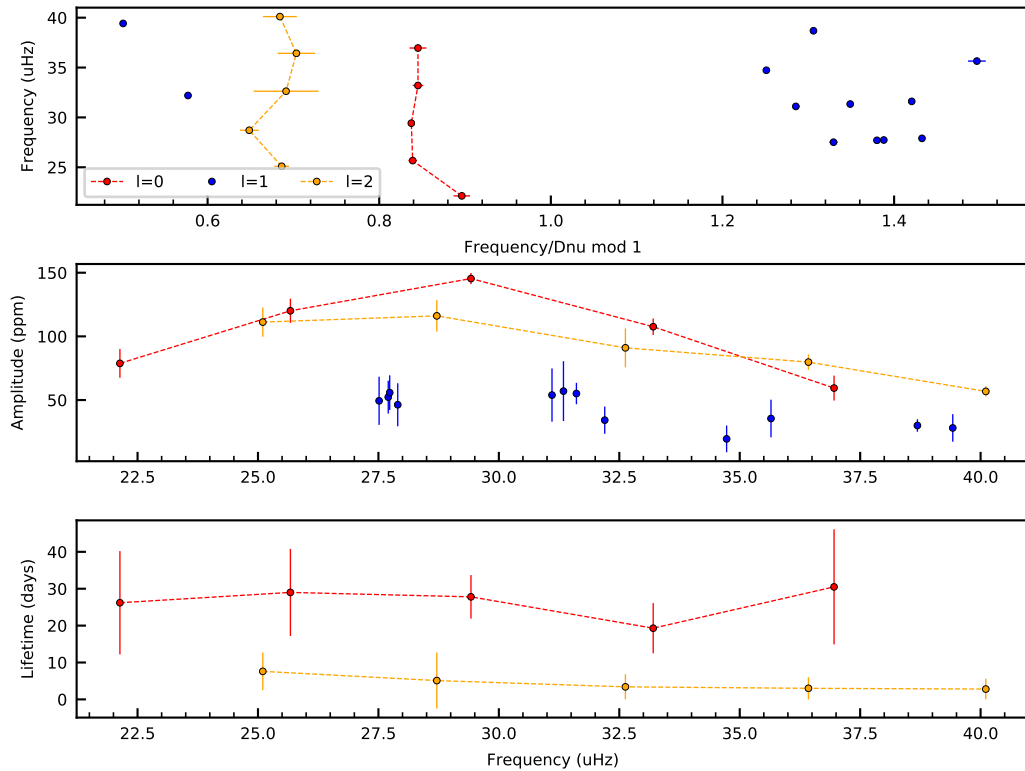 40
35
30
25
Frequency (uHz)
l=0 l=1 l=2
0.6 0.8 1.0 1.2 1.4
Frequency/Dnu mod 1
150
100
50
Amplitude (ppm)
22.5 25.0 27.5 30.0 32.5 35.0 37.5 40.0
40
30
20
10
0
Lifetime (days)
22.5 25.0 27.5 30.0 32.5 35.0 37.5 40.0
Frequency (uHz)